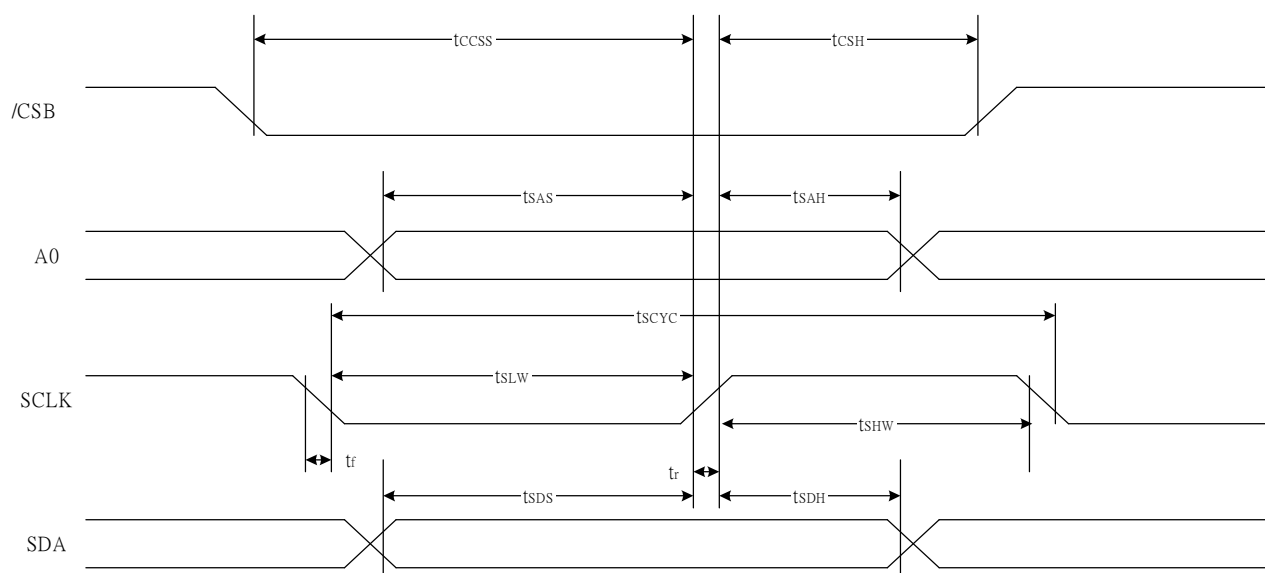 tCCSS
tCSH
/CSB
tSAS
tSAH
A0
tSCYC
tSLW
SCLK
tSHW
tf
tr
tSDS
tSDH
SDA